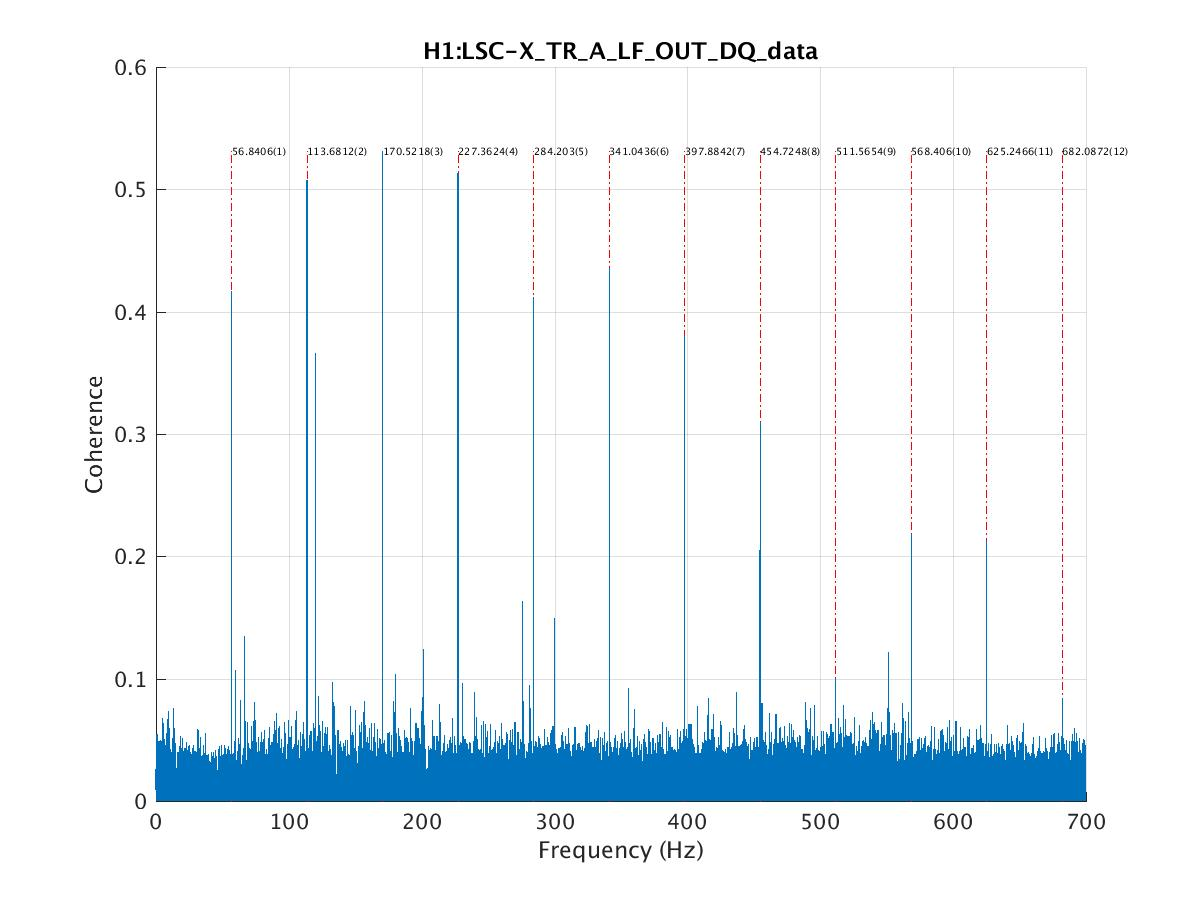 H1:LSC-X_TR_A_LF_OUT_DQ_data
0.6
56.8406(1) 113.6812(2) 170.5218(3) 227.3624(4) 284.203(5) 341.0436(6) 397.8842(7) 454.7248(8) 511.5654(9) 568.406(10) 625.2466(11) 682.0872(12)
0.5
0.4
0.3
0.2
0.1
0
Coherence
0 100 200 300 400 500 600 700
Frequency (Hz)